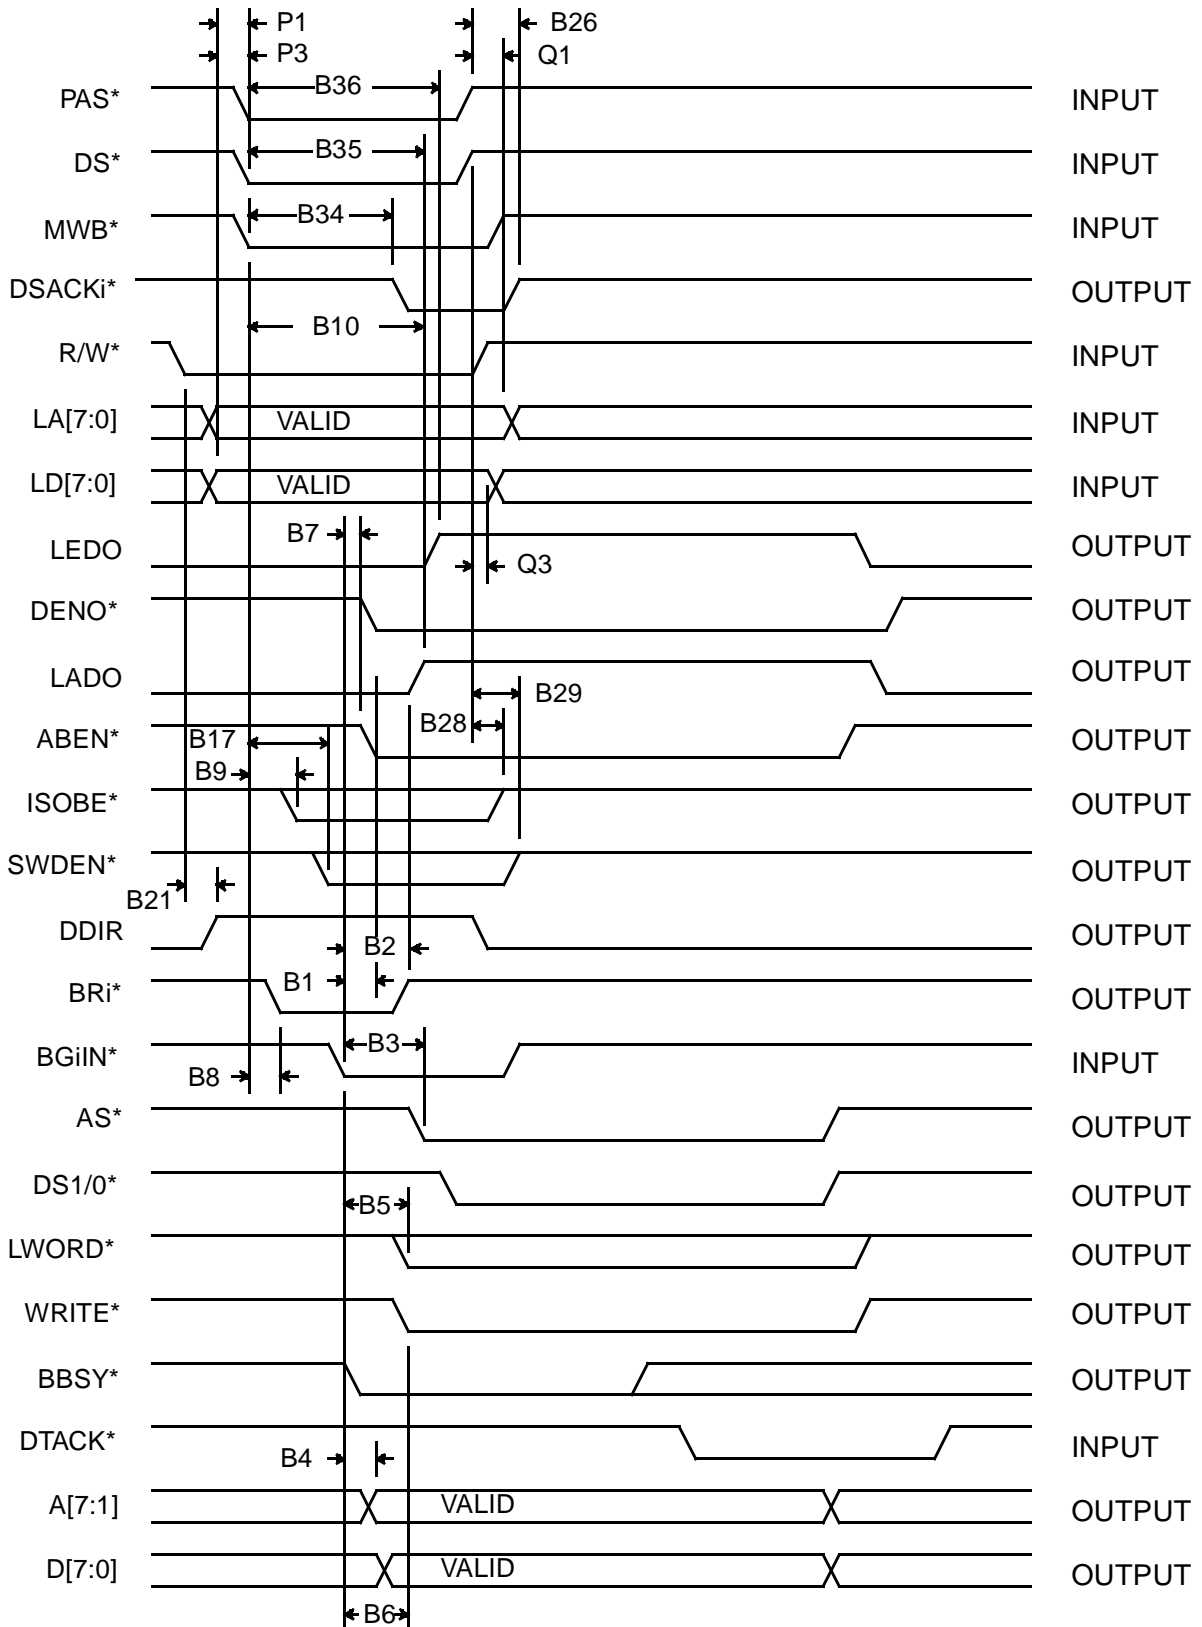 P1
B26
P3
Q1
PAS*
B36
INPUT
DS*
B35
INPUT
MWB*
B34
INPUT
DSACKi*
OUTPUT
B10
R/W*
INPUT
LA[7:0]
VALID
INPUT
LD[7:0]
VALID
INPUT
B7
LEDO
OUTPUT
Q3
DENO*
OUTPUT
LADO
OUTPUT
B29
B28
ABEN*
B17
OUTPUT
B9
ISOBE*
OUTPUT
SWDEN*
OUTPUT
B21
DDIR
OUTPUT
B2
B1
BRi*
OUTPUT
BGiIN*
B3
INPUT
B8
AS*
OUTPUT
DS1/0*
OUTPUT
B5
LWORD*
OUTPUT
WRITE*
OUTPUT
BBSY*
OUTPUT
DTACK*
INPUT
B4
A[7:1]
VALID
OUTPUT
D[7:0]
VALID
OUTPUT
B6